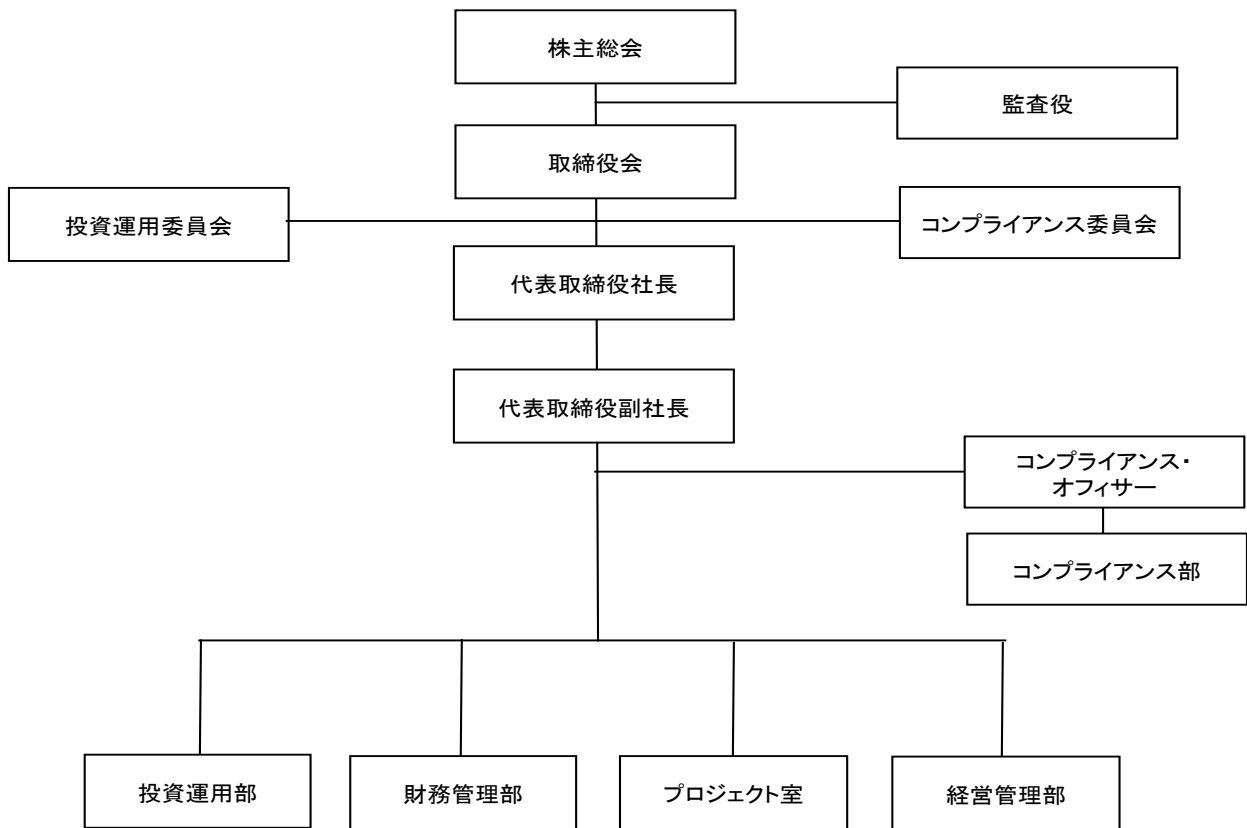 株主総会
監査役
取締役会
投資運用委員会
コンプライアンス委員会
代表取締役社長
代表取締役副社長
コンプライアンス・
オフィサー
コンプライアンス部
投資運用部
財務管理部
プロジェクト室
経営管理部